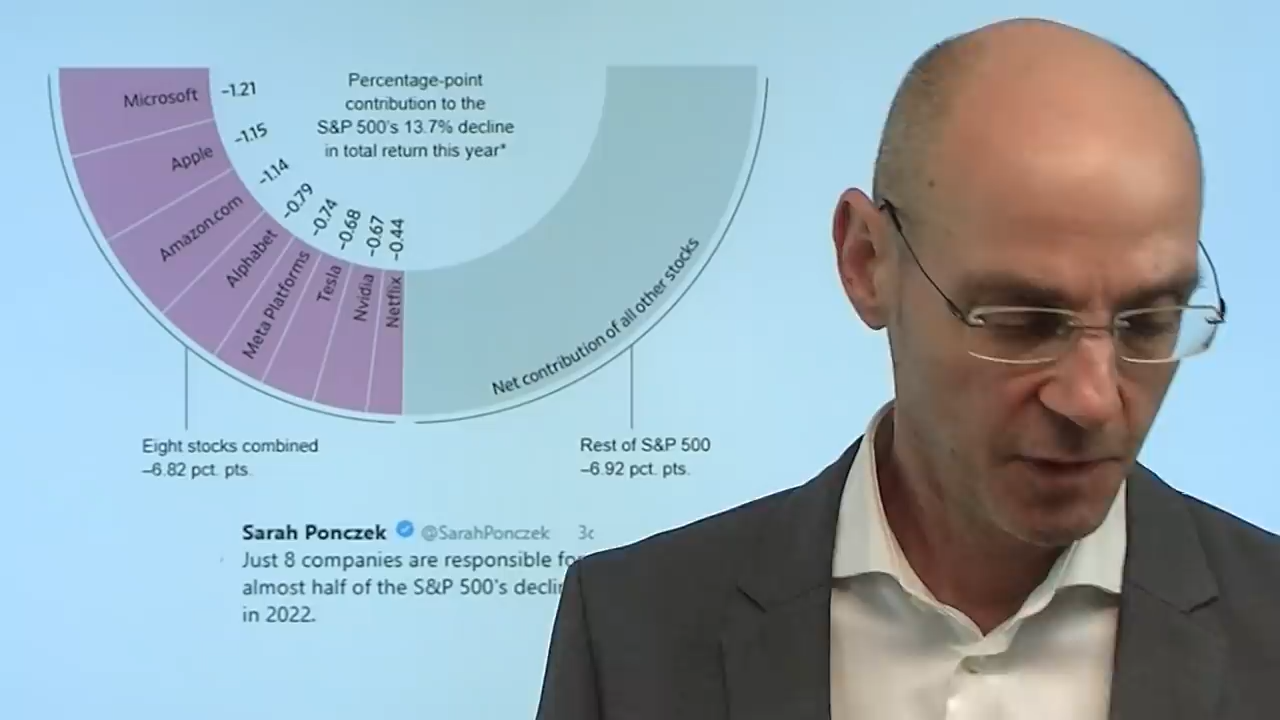 Percentage-point
contribution to the
S&P 500's 13.7% decline
in total return this year*
Microsoft –1.21
Apple –1.15
Amazon.com –1.14
Alphabet –0.79
Meta Platforms –0.74
Tesla –0.68
Nvidia –0.67
Netflix –0.44
Net contribution of all other stocks
Eight stocks combined
–6.82 pct. pts.
Rest of S&P 500
–6.92 pct. pts.
Sarah Ponczek @SarahPonczek
Just 8 companies are responsible
almost half of the S&P 500's
in 2022.